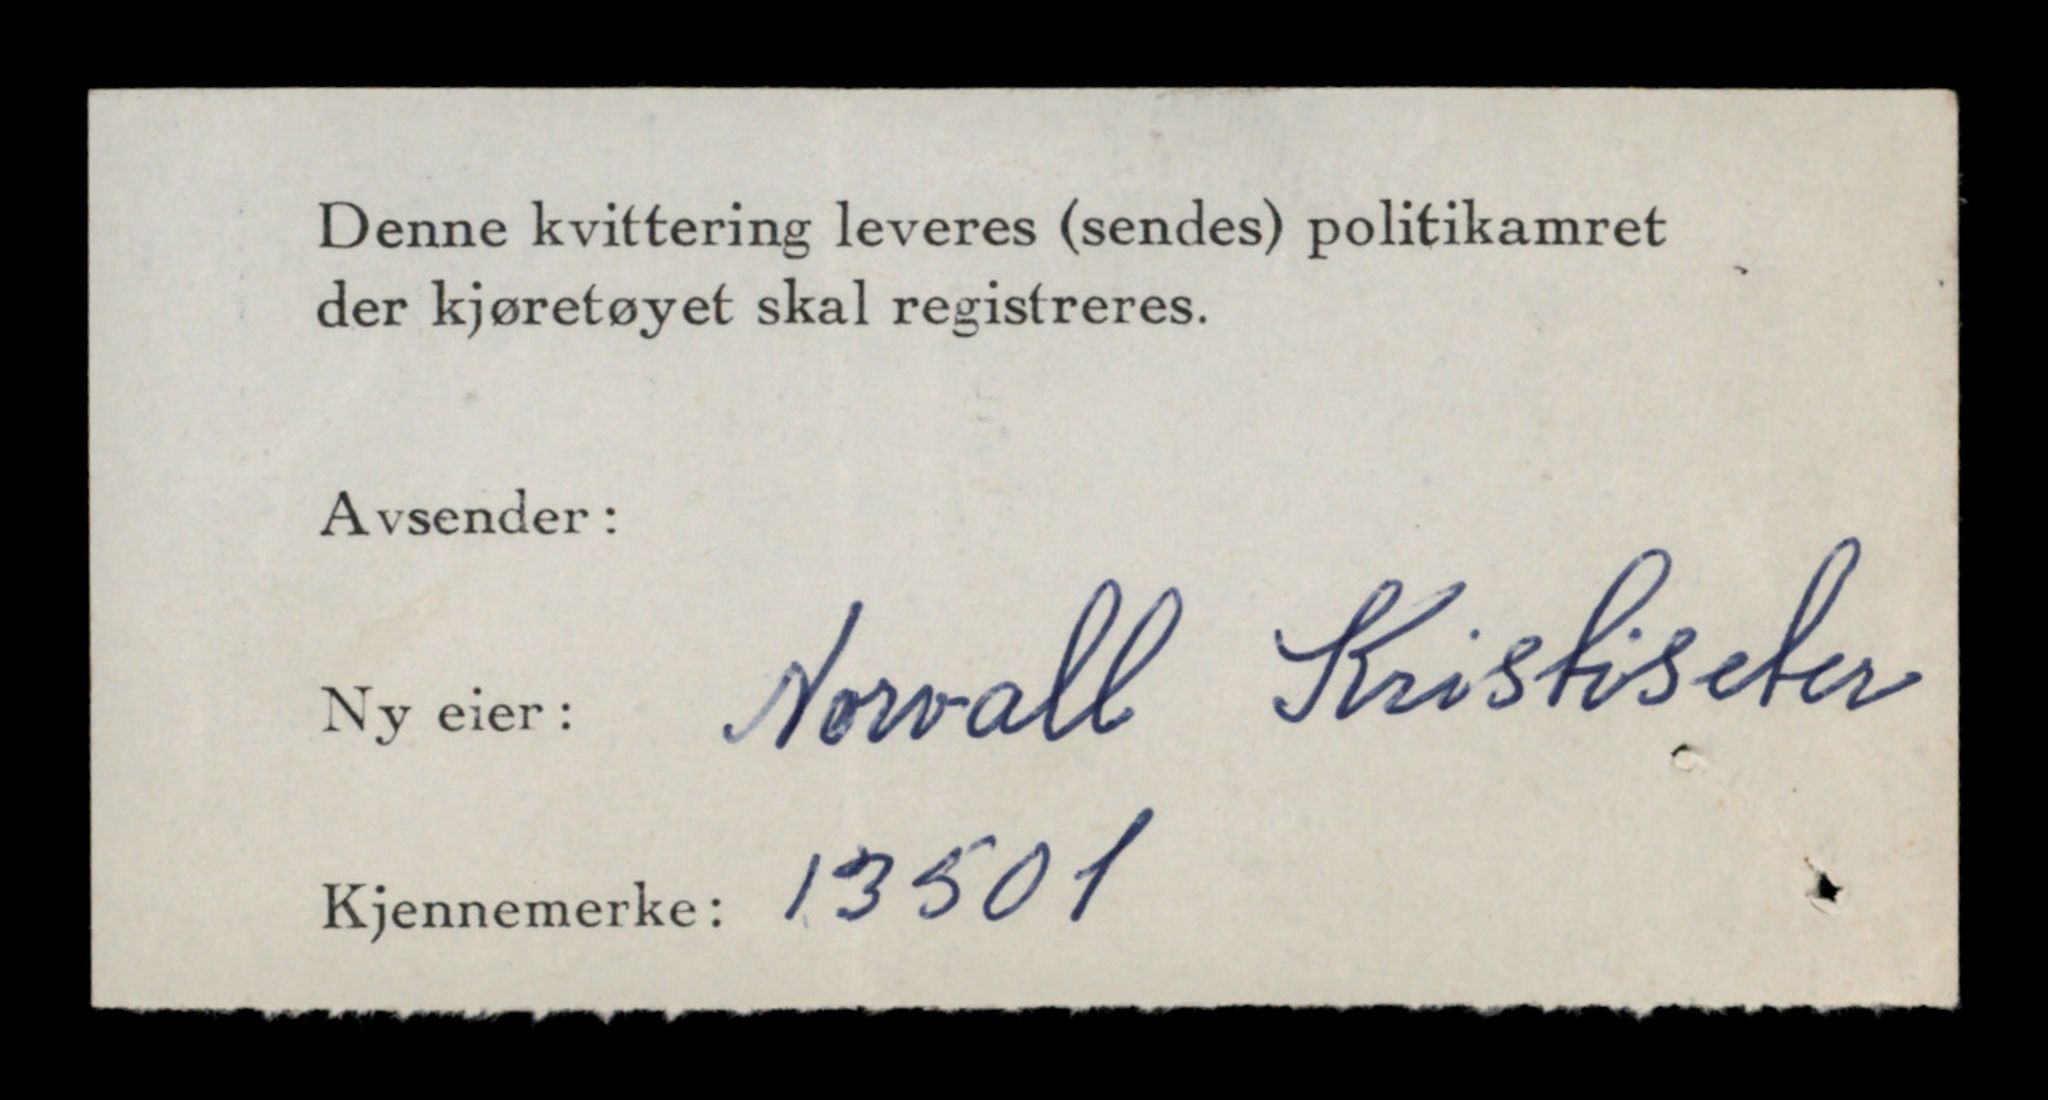 Denne kvittering leveres (sendes) politikamret
der kjøretøyet skal registreres.
Avsender:
Ny eier: Norvall Kristiseter
Kjennemerke: 13501